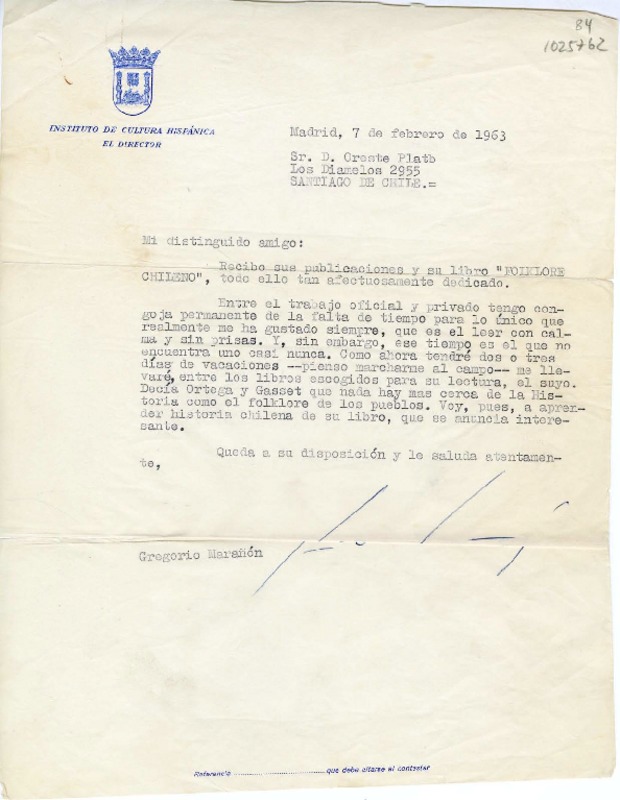 84
1025762
INSTITUTO DE CULTURA HISPÁNICA
EL DIRECTOR
Madrid, 7 de febrero de 1963
Sr. D. Oreste Platb
Los Diamelos 2955
SANTIAGO DE CHILE.=
Mi distinguido amigo:
Recibo sus publicaciones y su libro "FOLKLORE
CHILENO", todo ello tan afectuosamente dedicado.
Entre el trabajo oficial y privado tengo con-
goja permanente de la falta de tiempo para lo único que
realmente me ha gustado siempre, que es el leer con cal-
ma y sin prisas. Y, sin embargo, ese tiempo es el que no
encuentra uno casi nunca. Como ahora tendré dos o tres
días de vacaciones --pienso marcharme al campo-- me lle-
varé, entre los libros escogidos para su lectura, el suyo.
Decía Ortega y Gasset que nada hay mas cerca de la His-
toria como el folklore de los pueblos. Voy, pues, a apren-
der historia chilena de su libro, que se anuncia intere-
sante.
Queda a su disposición y le saluda atentamen-
te,
Gregorio Marañón
Referencia ........................ que debe citarse al contestar